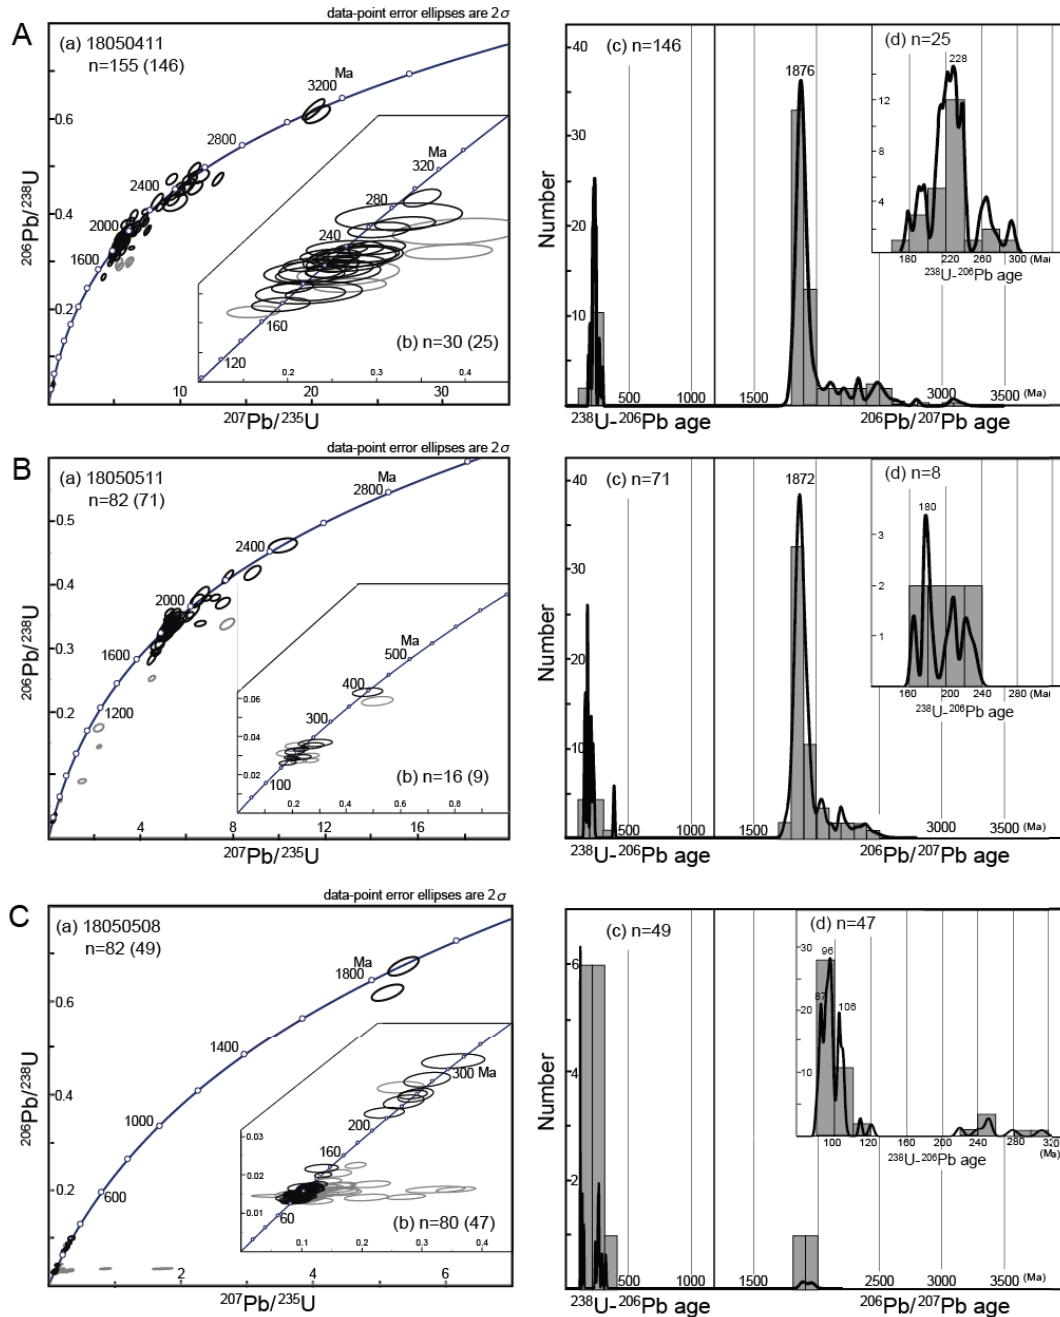 data-point error ellipses are 2σ
A
(a) 18050411
n=155 (146)
Ma
3200
2800
2400
2000
1600
0.6
0.4
0.2
206Pb/238U
10
20
30
207Pb/235U
Ma
320
280
240
160
120
0.2
0.3
0.4
(b) n=30 (25)
(c) n=146
40
30
20
10
Number
1876
500
1000
1500
3000
3500 (Ma)
238U-206Pb age
206Pb/207Pb age
(d) n=25
228
12
8
4
180
220
260
300 (Ma)
238U-206Pb age
data-point error ellipses are 2σ
B
(a) 18050511
n=82 (71)
2800
Ma
2400
2000
1600
1200
0.5
0.4
0.3
0.2
206Pb/238U
4
8
12
16
207Pb/235U
Ma
500
400
300
100
0.06
0.04
0.02
0.00
0.2
0.4
0.6
0.8
(b) n=16 (9)
(c) n=71
40
30
20
10
Number
1872
500
1000
1500
3000
3500 (Ma)
238U-206Pb age
206Pb/207Pb age
(d) n=8
180
3
2
1
160
200
240
280 (Ma)
238U-206Pb age
data-point error ellipses are 2σ
C
(a) 18050508
n=82 (49)
Ma
1800
1400
1000
600
0.6
0.4
0.2
206Pb/238U
2
4
6
207Pb/235U
300 Ma
200
160
60
0.03
0.02
0.01
0.1
0.2
0.3
0.4
(b) n=80 (47)
(c) n=49
6
4
2
Number
500
1000
1500
2500
3000
3500 (Ma)
238U-206Pb age
206Pb/207Pb age
(d) n=47
96
87
106
30
20
10
100
120
160
200
240
280
320
(Ma)
238U-206Pb age